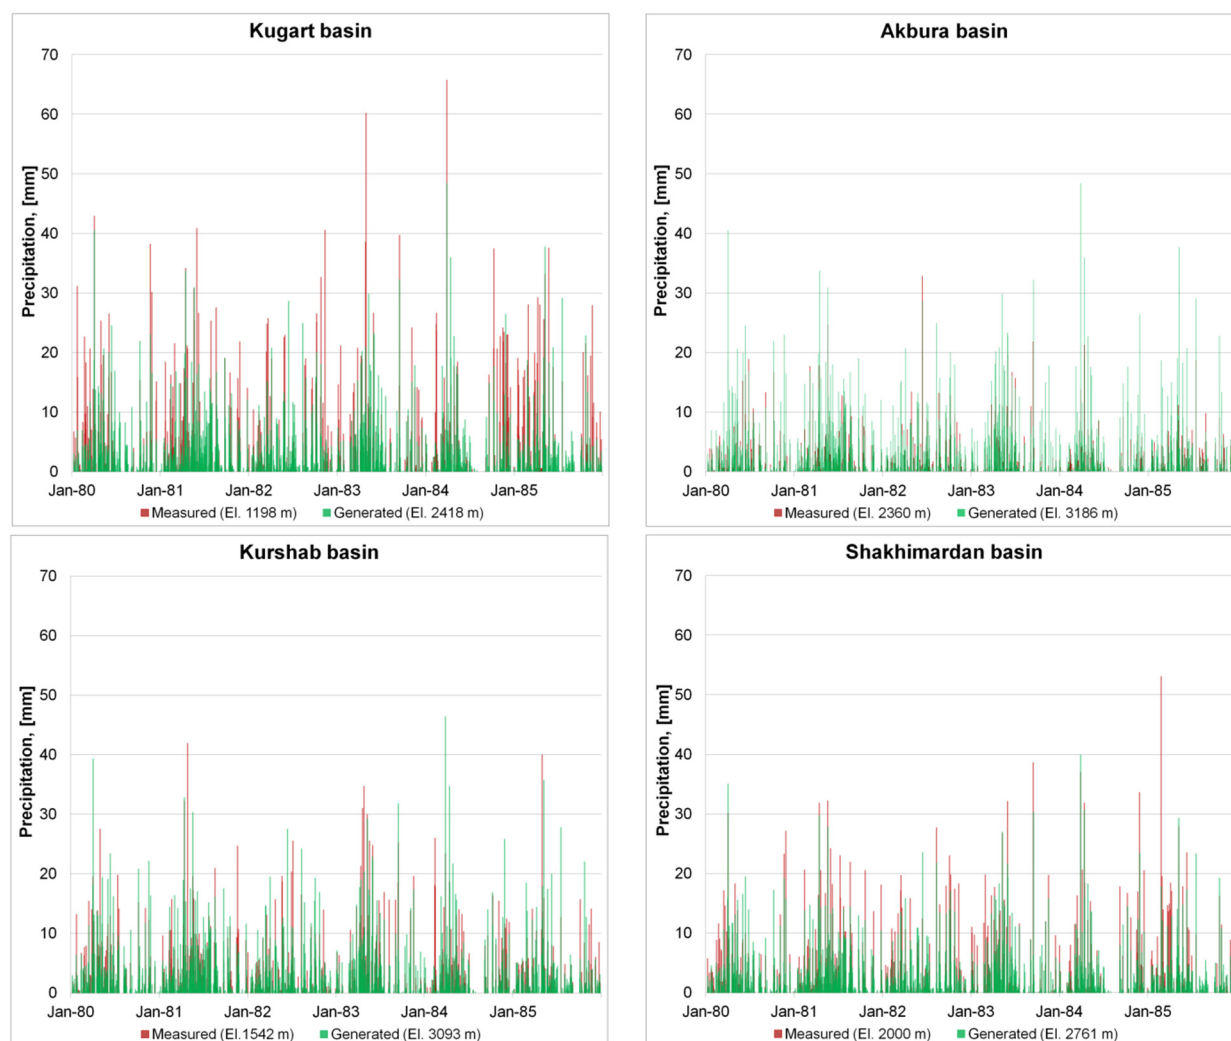 Kugart basin
Precipitation, [mm]
70
60
50
40
30
20
10
0
Jan-80 Jan-81 Jan-82 Jan-83 Jan-84 Jan-85
Measured (El. 1198 m) Generated (El. 2418 m)
Akbura basin
Precipitation, [mm]
70
60
50
40
30
20
10
0
Jan-80 Jan-81 Jan-82 Jan-83 Jan-84 Jan-85
Measured (El. 2360 m) Generated (El. 3186 m)
Kurshab basin
Precipitation, [mm]
70
60
50
40
30
20
10
0
Jan-80 Jan-81 Jan-82 Jan-83 Jan-84 Jan-85
Measured (El.1542 m) Generated (El. 3093 m)
Shakhimardan basin
Precipitation, [mm]
70
60
50
40
30
20
10
0
Jan-80 Jan-81 Jan-82 Jan-83 Jan-84 Jan-85
Measured (El. 2000 m) Generated (El. 2761 m)